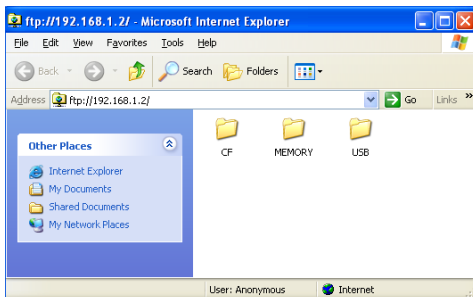 ftp://192.168.1.2/ - Microsoft Internet Explorer
File Edit View Favorites Tools Help
Back Search Folders
Address ftp://192.168.1.2/ Go Links »
Other Places
Internet Explorer
My Documents
Shared Documents
My Network Places
CF MEMORY USB
User: Anonymous Internet